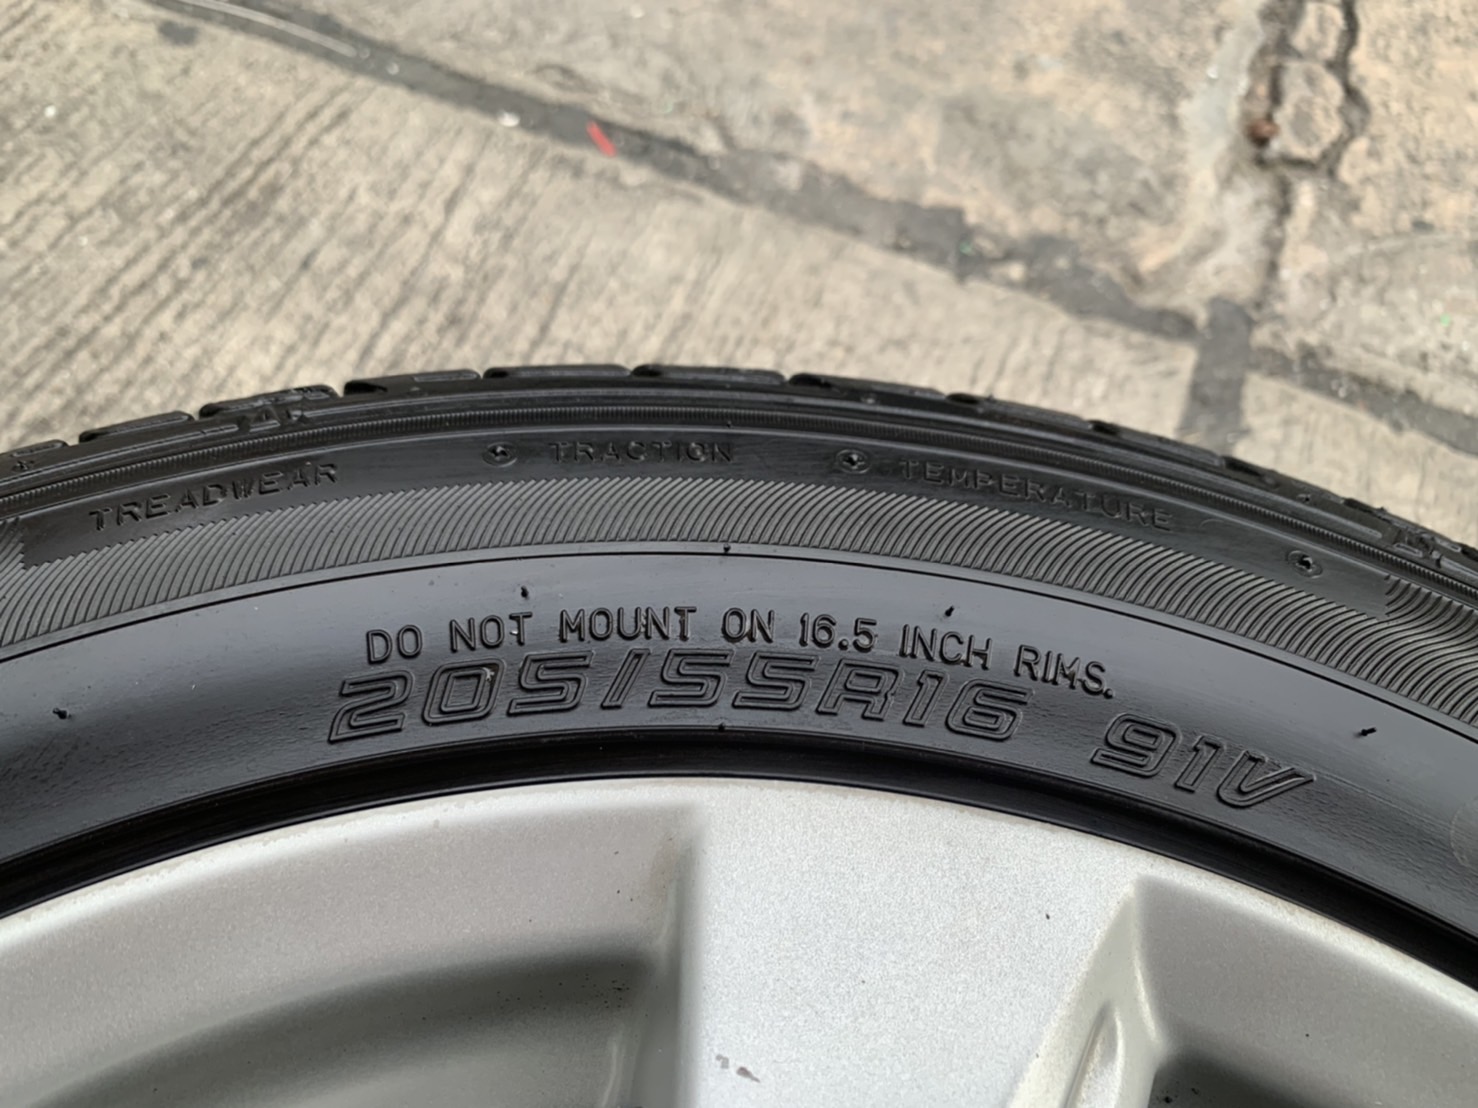 TREADWEAR TRACTION TEMPERATURE
DO NOT MOUNT ON 16.5 INCH RIMS.
205/55R16 91V